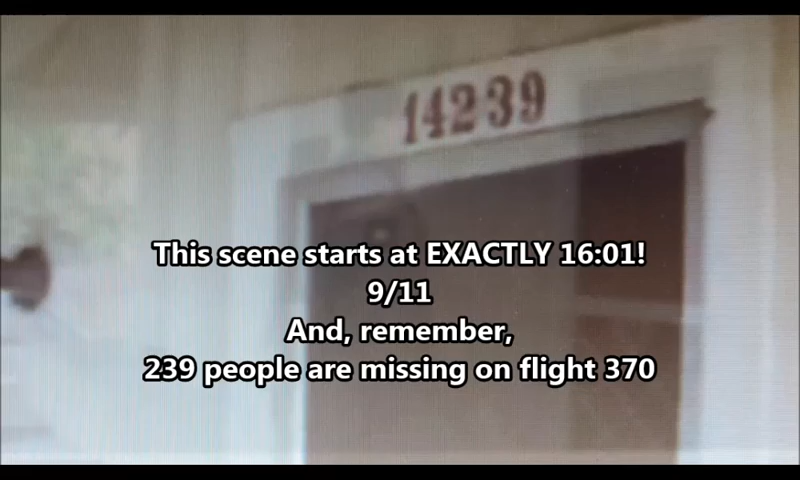 14239
This scene starts at EXACTLY 16:01!
9/11
And, remember,
239 people are missing on flight 370